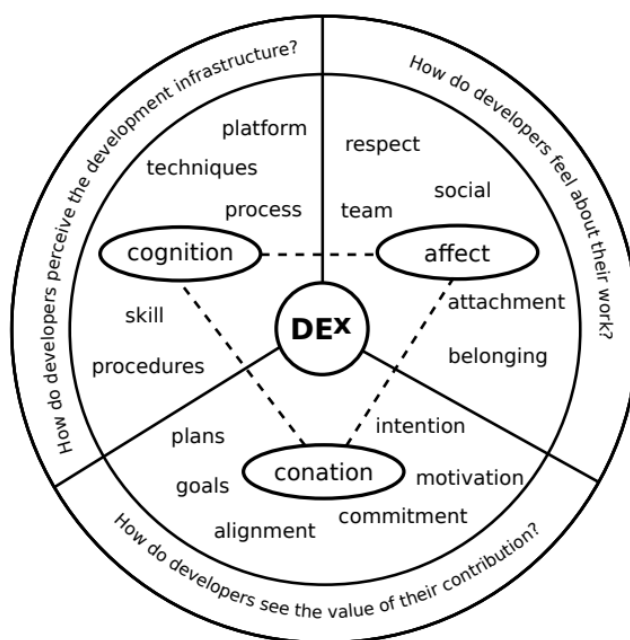 How do developers perceive the development infrastructure?
How do developers feel about their work?
platform
respect
techniques
social
process
team
cognition
affect
attachment
skill
DEx
belonging
procedures
plans
intention
conation
motivation
goals
commitment
alignment
How do developers see the value of their contribution?